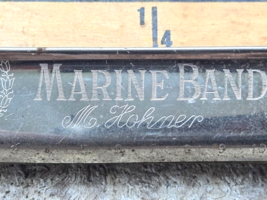 1
1/4
MARINE BAND
M. Hohner